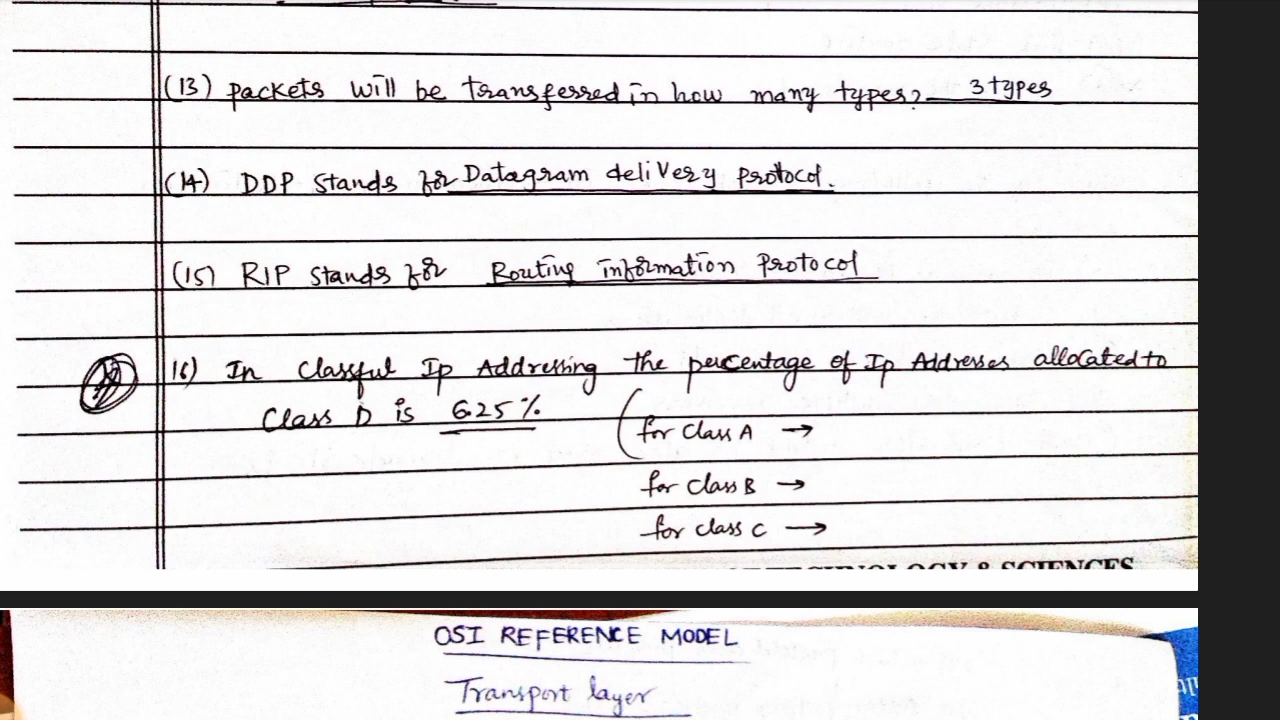 (13) packets will be transferred in how many types? 3 types
(14) DDP stands for Datagram delivery protocol.
(15) RIP stands for Routing information protocol
16) In Classful Ip Addressing the percentage of Ip Addresses allocated to
Class D is 6.25%
(for Class A →
for Class B →
for class C →
TECHNOLOGY & SCIENCES
OSI REFERENCE MODEL
Transport layer